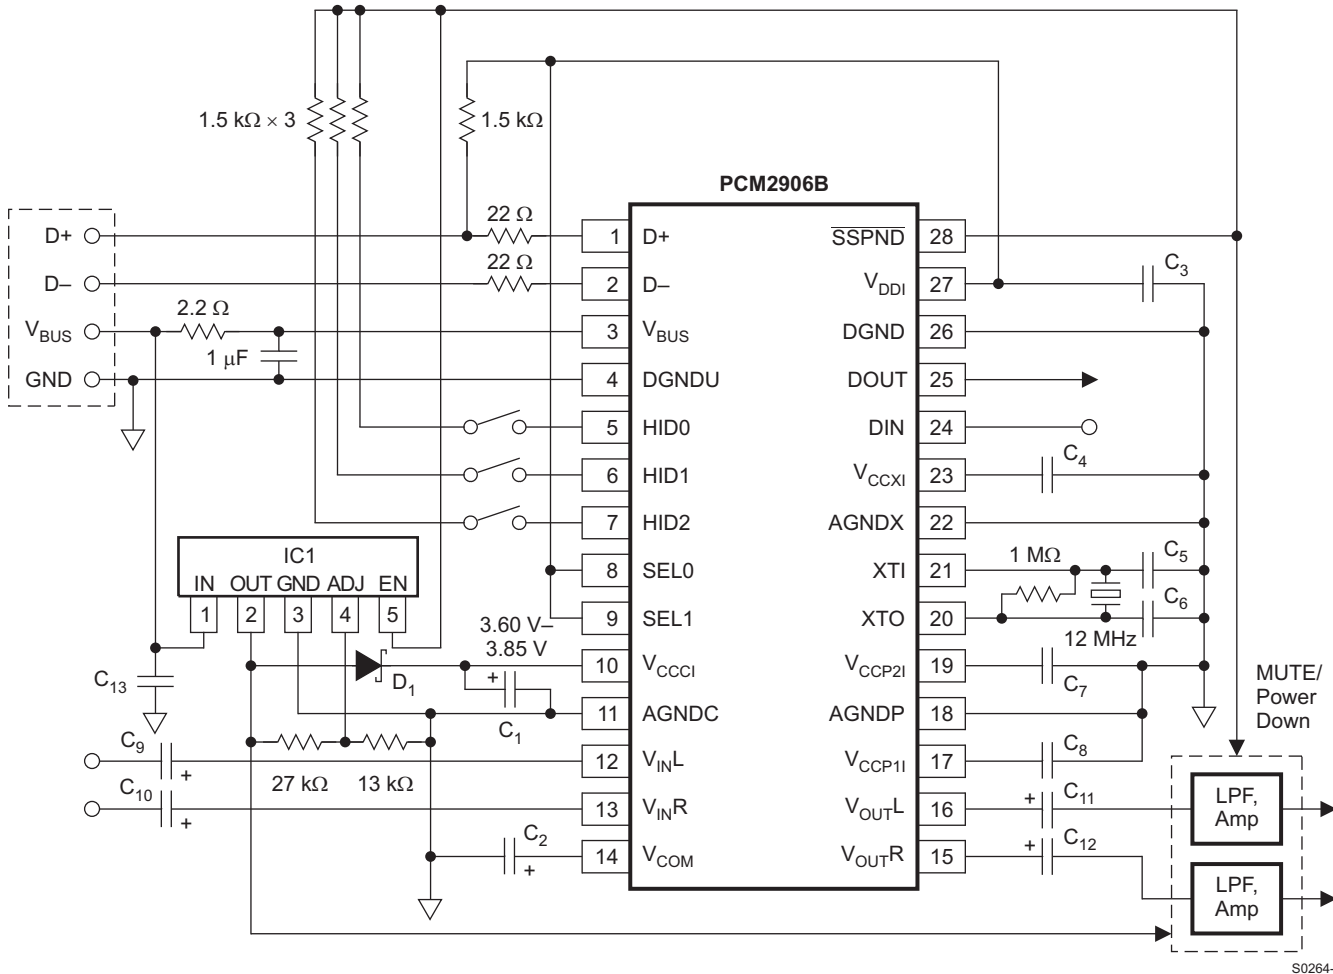 1.5 kΩ × 3
1.5 kΩ
PCM2906B
D+
D–
V_BUS
GND
22 Ω
22 Ω
2.2 Ω
1 μF
1 D+
2 D–
3 V_BUS
4 DGNDU
5 HID0
6 HID1
7 HID2
8 SEL0
9 SEL1
10 V_CCCI
11 AGNDC
12 V_INL
13 V_INR
14 V_COM
SSPND 28
V_DDI 27
DGND 26
DOUT 25
DIN 24
V_CCXI 23
AGNDX 22
XTI 21
XTO 20
V_CCP2I 19
AGNDP 18
V_CCP1I 17
V_OUTL 16
V_OUTR 15
IC1
IN OUT GND ADJ EN
1 2 3 4 5
3.60 V–
3.85 V
D1
+
C1
C13
C9
+
C10
+
27 kΩ
13 kΩ
C2
+
C3
C4
1 MΩ
C5
C6
12 MHz
C7
C8
+ C11
+ C12
MUTE/
Power
Down
LPF,
Amp
LPF,
Amp
S0264-